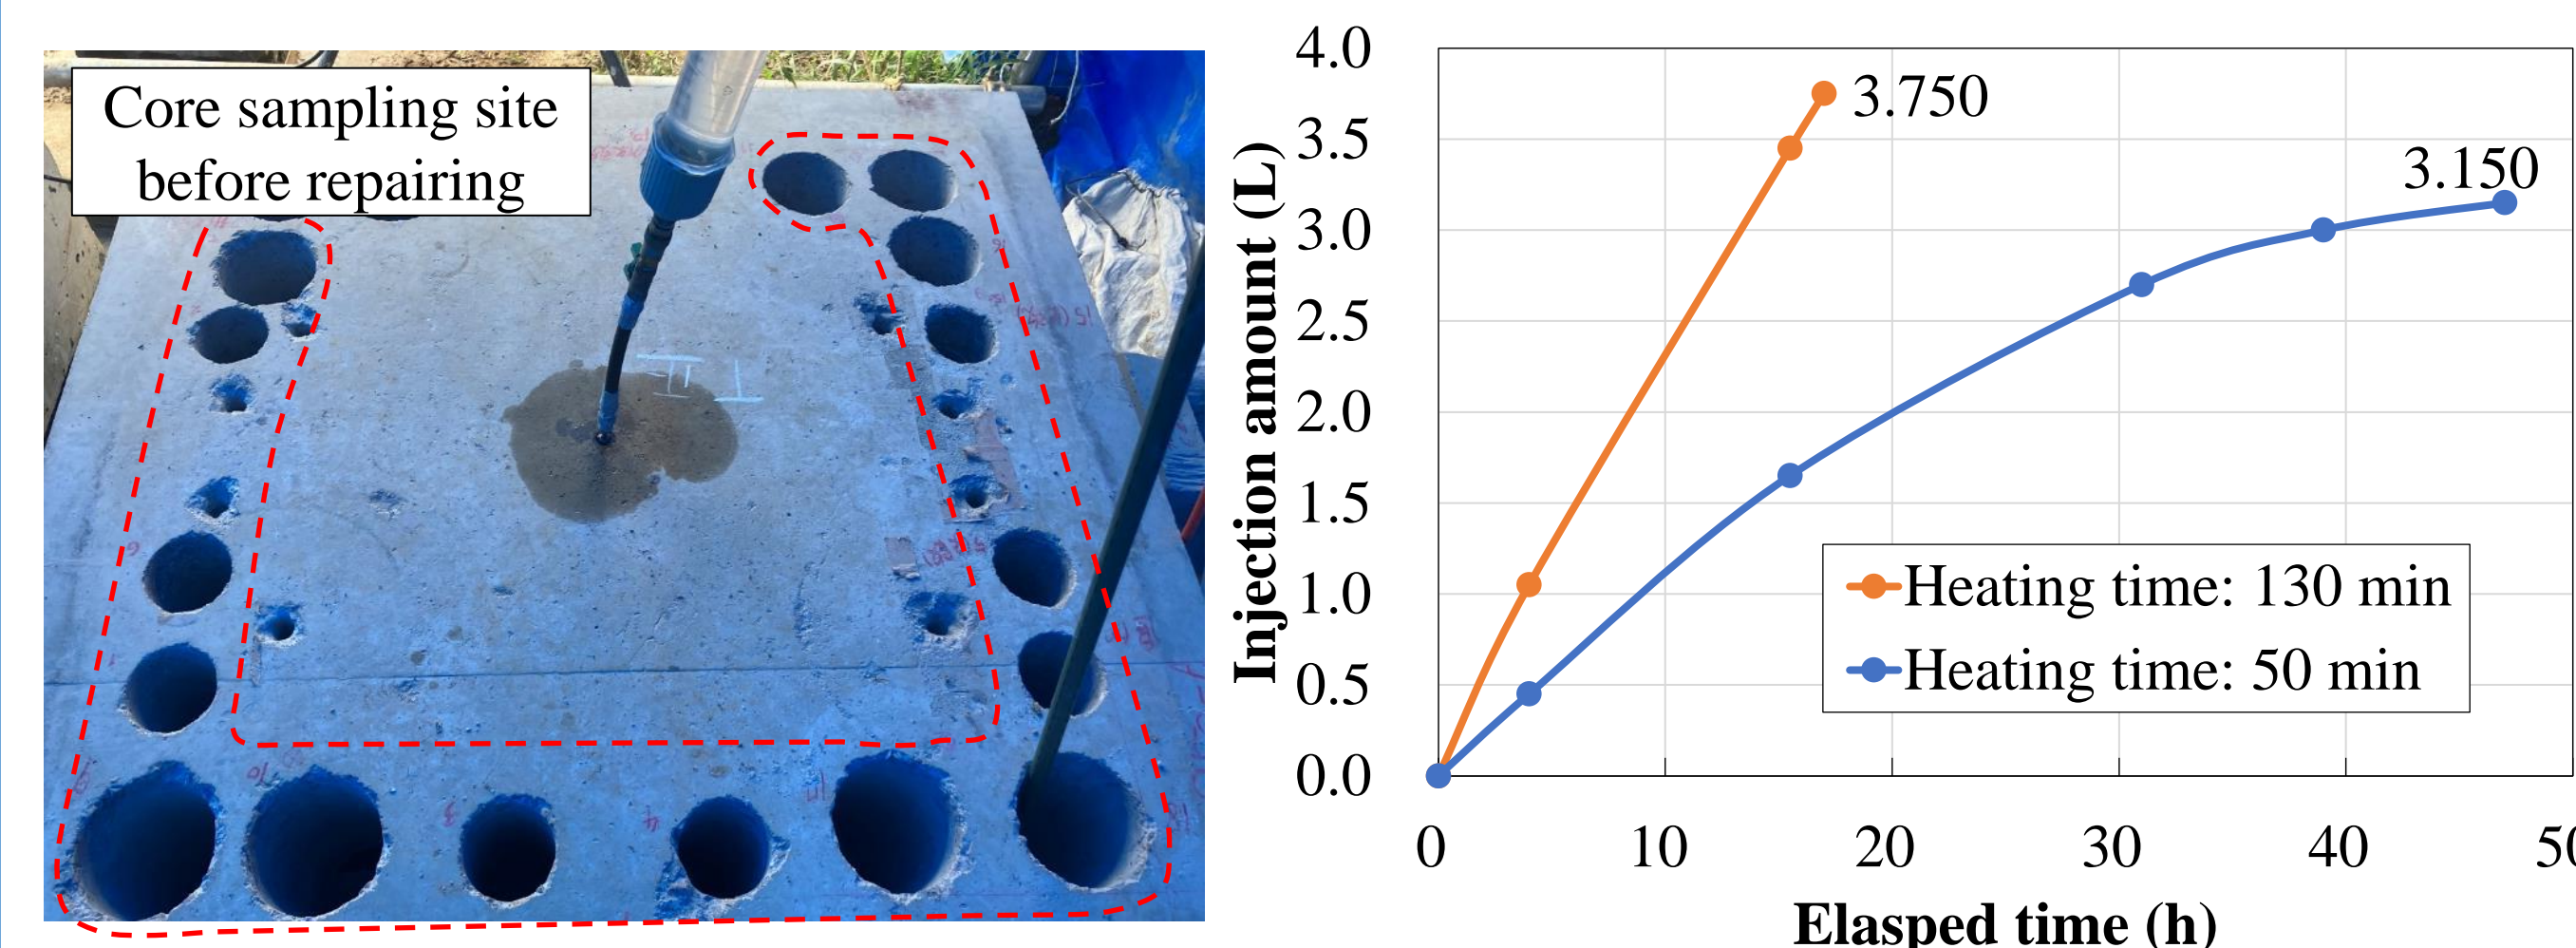 Core sampling site
before repairing
4.0
3.5
3.0
2.5
2.0
1.5
1.0
0.5
0.0
Injection amount (L)
3.750
3.150
Heating time: 130 min
Heating time: 50 min
0
10
20
30
40
Elasped time (h)